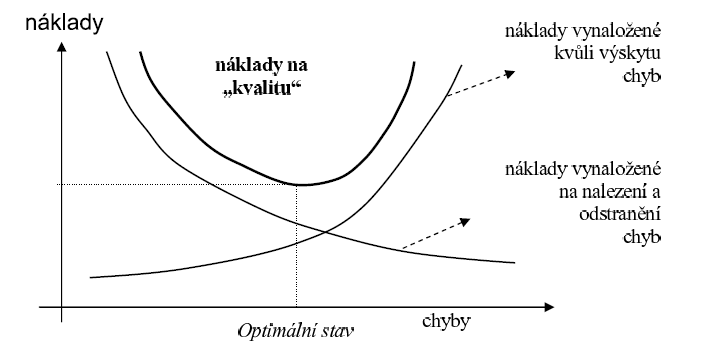 náklady
náklady na
„kvalitu“
náklady vynaložené
kvůli výskytu
chyb
náklady vynaložené
na nalezení a
odstranění
chyb
chyby
Optimální stav